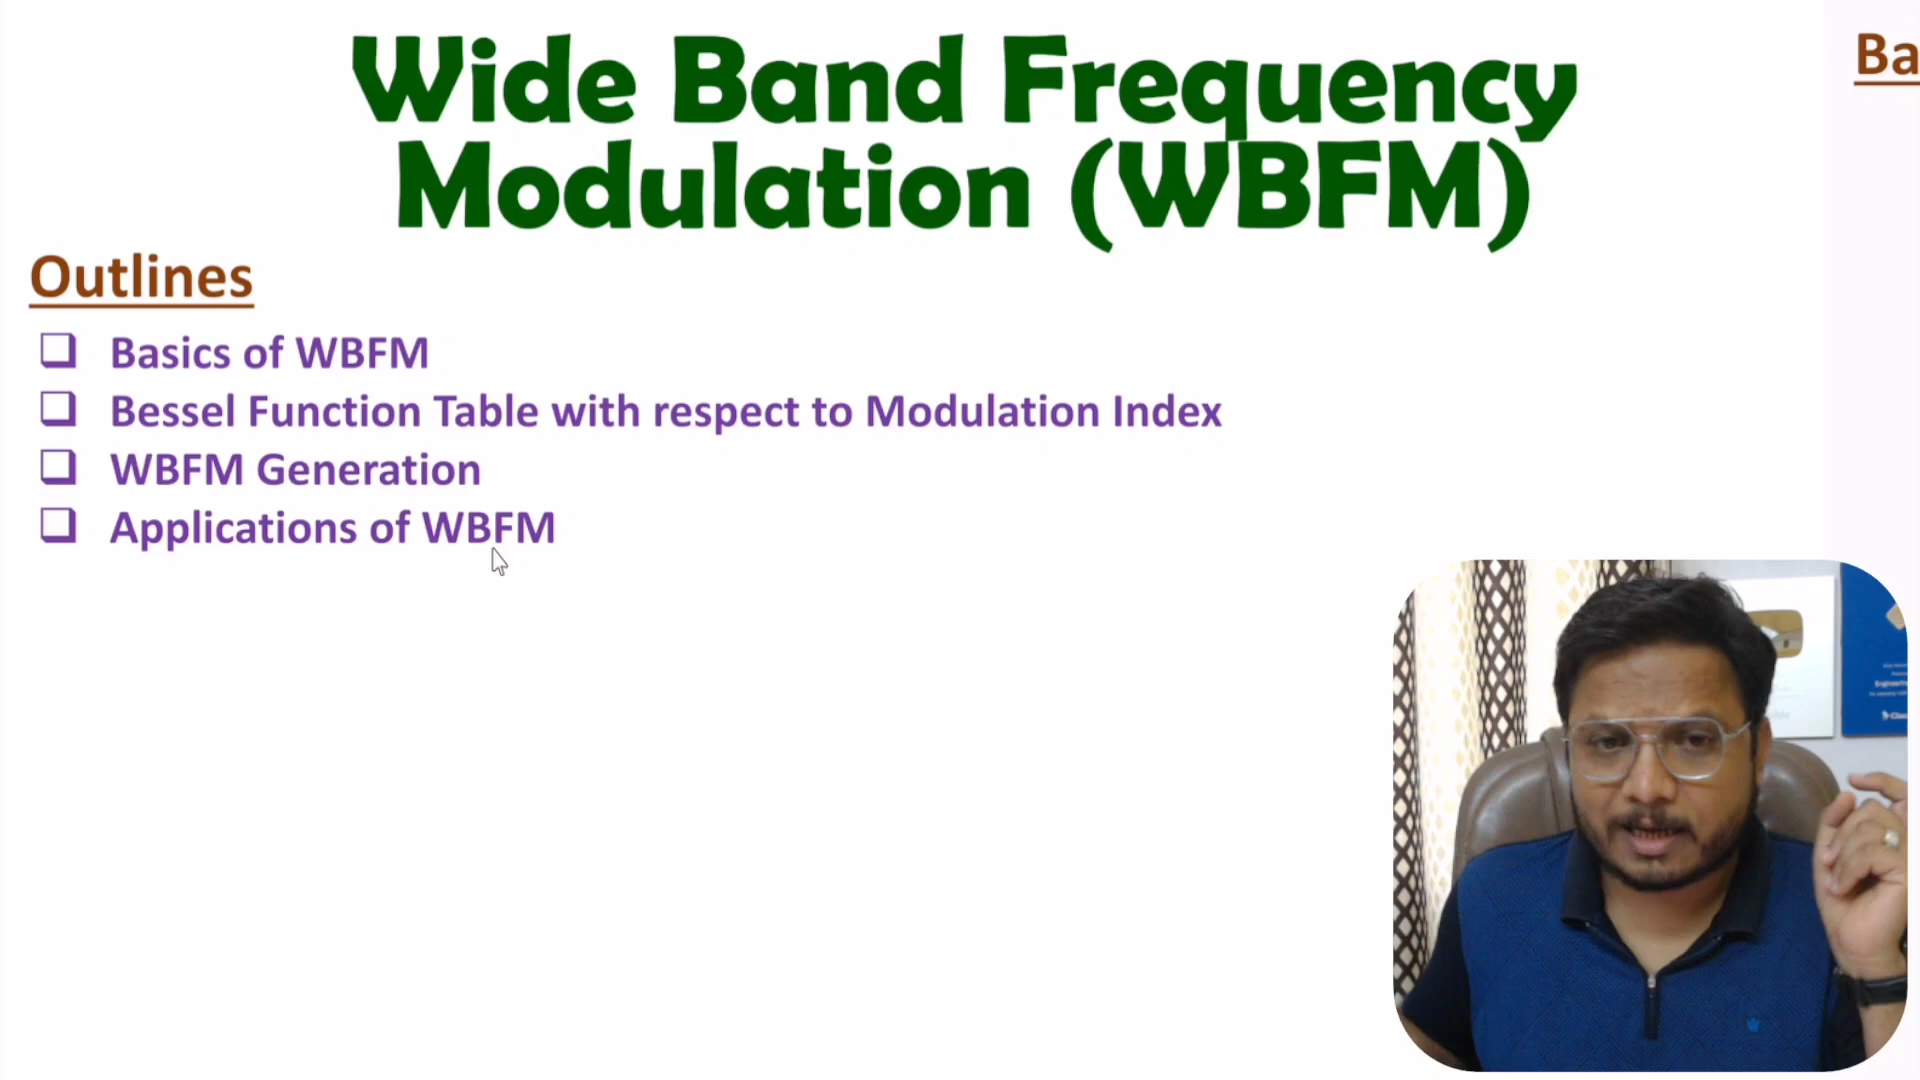 Wide Band Frequency
Modulation (WBFM)
Ba
Outlines
❑ Basics of WBFM
❑ Bessel Function Table with respect to Modulation Index
❑ WBFM Generation
❑ Applications of WBFM